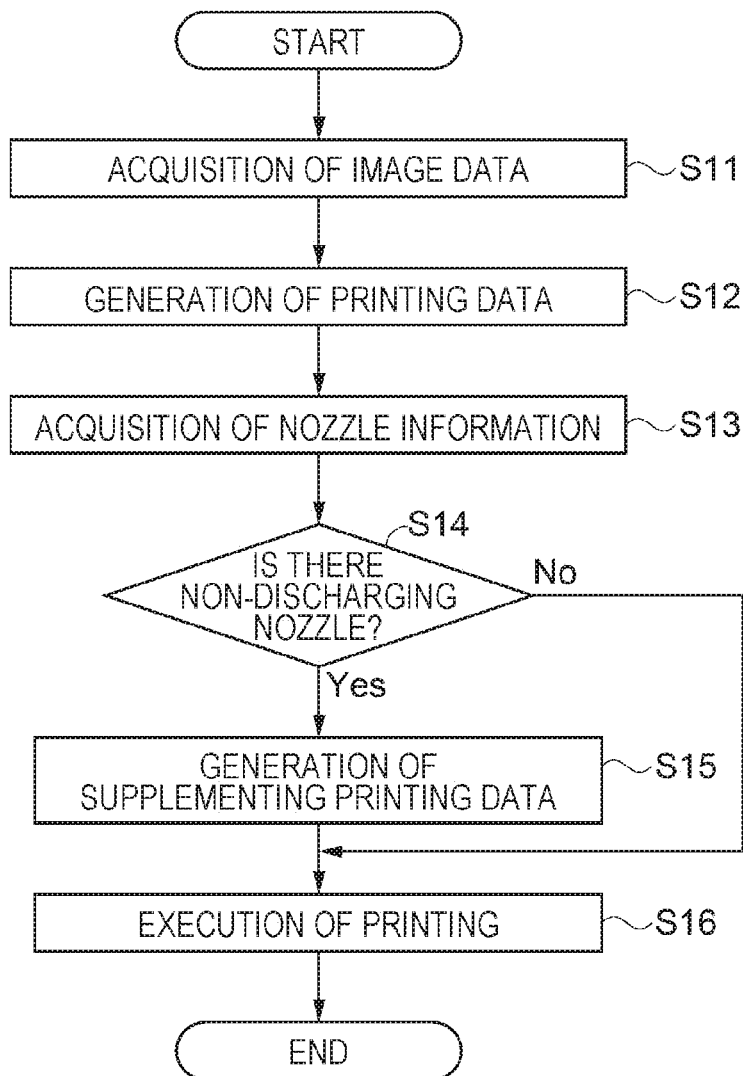 START
ACQUISITION OF IMAGE DATA
S11
GENERATION OF PRINTING DATA
S12
ACQUISITION OF NOZZLE INFORMATION
S13
S14
IS THERE
NON-DISCHARGING
NOZZLE?
No
Yes
GENERATION OF
SUPPLEMENTING PRINTING DATA
S15
EXECUTION OF PRINTING
S16
END